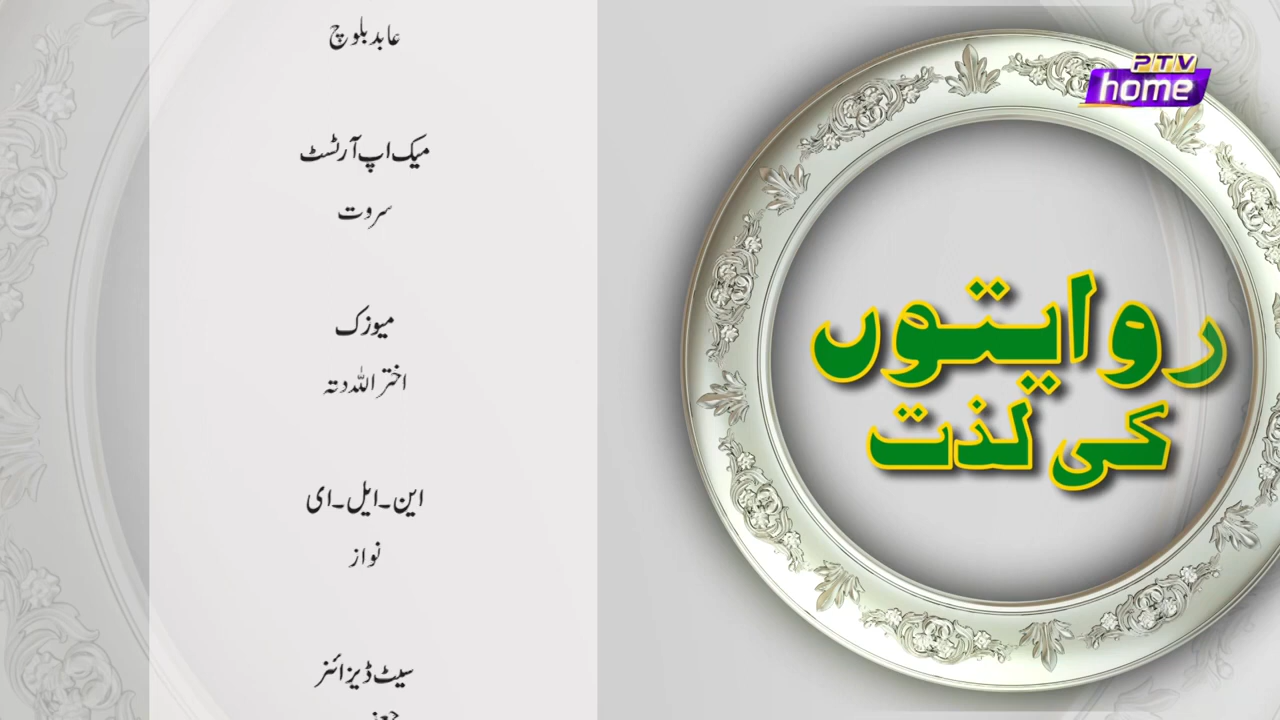 عابد بلوچ
میک اپ آرٹسٹ
سروت
میوزک
اختر اللہ دتہ
این۔ایل۔ای
نواز
سیٹ ڈیزائنر
PTV
home
روایتوں
کی لذت